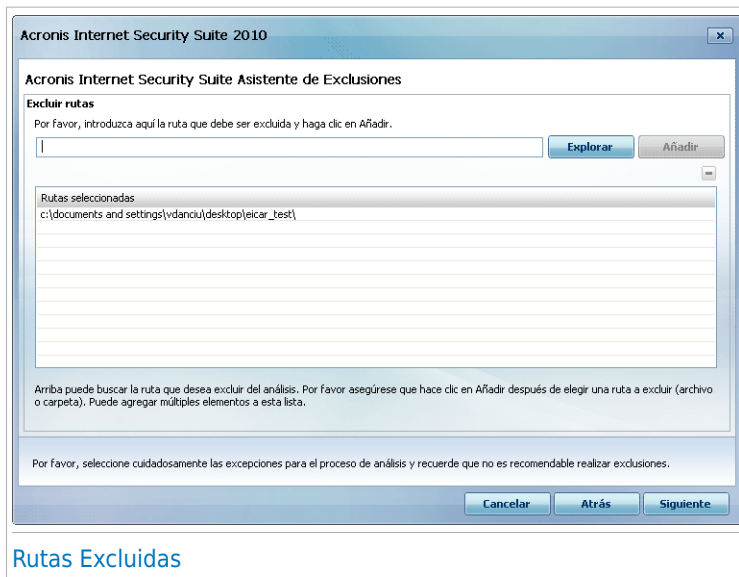 Acronis Internet Security Suite 2010
Acronis Internet Security Suite Asistente de Exclusiones
Excluir rutas
Por favor, introduzca aquí la ruta que debe ser excluida y haga clic en Añadir.
Explorar
Añadir
Rutas seleccionadas
c:\documents and settings\vdanciu\desktop\eicar_test\
Arriba puede buscar la ruta que desea excluir del análisis. Por favor asegúrese que hace clic en Añadir después de elegir una ruta a excluir (archivo
o carpeta). Puede agregar múltiples elementos a esta lista.
Por favor, seleccione cuidadosamente las excepciones para el proceso de análisis y recuerde que no es recomendable realizar exclusiones.
Cancelar
Atrás
Siguiente
Rutas Excluidas